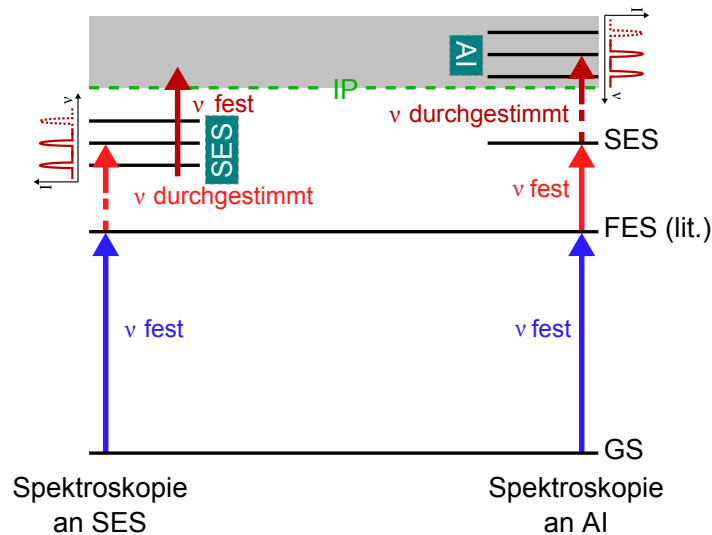 I
ν
AI
IP
ν fest
ν durchgestimmt
ν
I
SES
SES
ν durchgestimmt
ν fest
FES (lit.)
ν fest
ν fest
GS
Spektroskopie
an SES
Spektroskopie
an AI